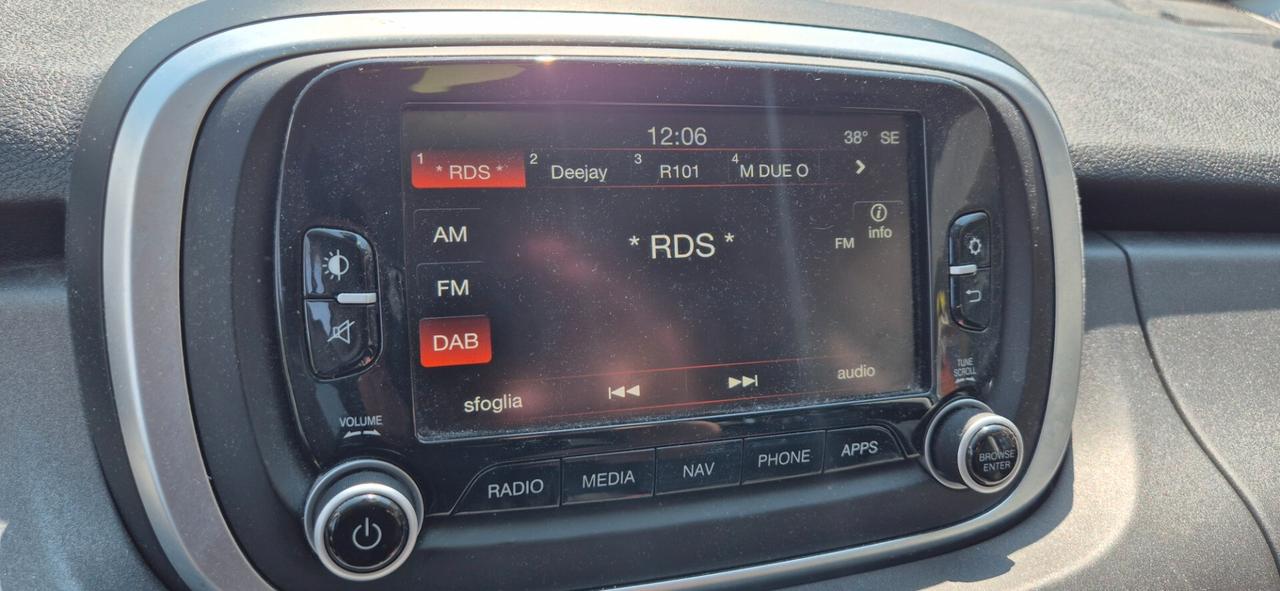 12:06
38° SE
1 * RDS * 2 Deejay 3 R101 4 M DUE O
AM
* RDS *
FM
info
FM
DAB
sfoglia
audio
VOLUME
TUNE
SCROLL
RADIO MEDIA NAV PHONE APPS
BROWSE
ENTER